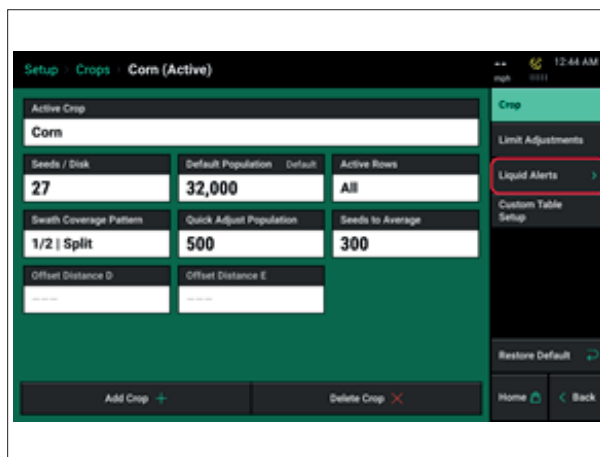 Setup > Crops > Corn (Active)
-- 12:44 AM
mph
Active Crop
Corn
Seeds / Disk
27
Default Population Default
32,000
Active Rows
All
Swath Coverage Pattern
1/2 | Split
Quick Adjust Population
500
Seeds to Average
300
Offset Distance D
---
Offset Distance E
---
Add Crop +
Delete Crop X
Crop
Limit Adjustments
Liquid Alerts >
Custom Table
Setup
Restore Default
Home
< Back